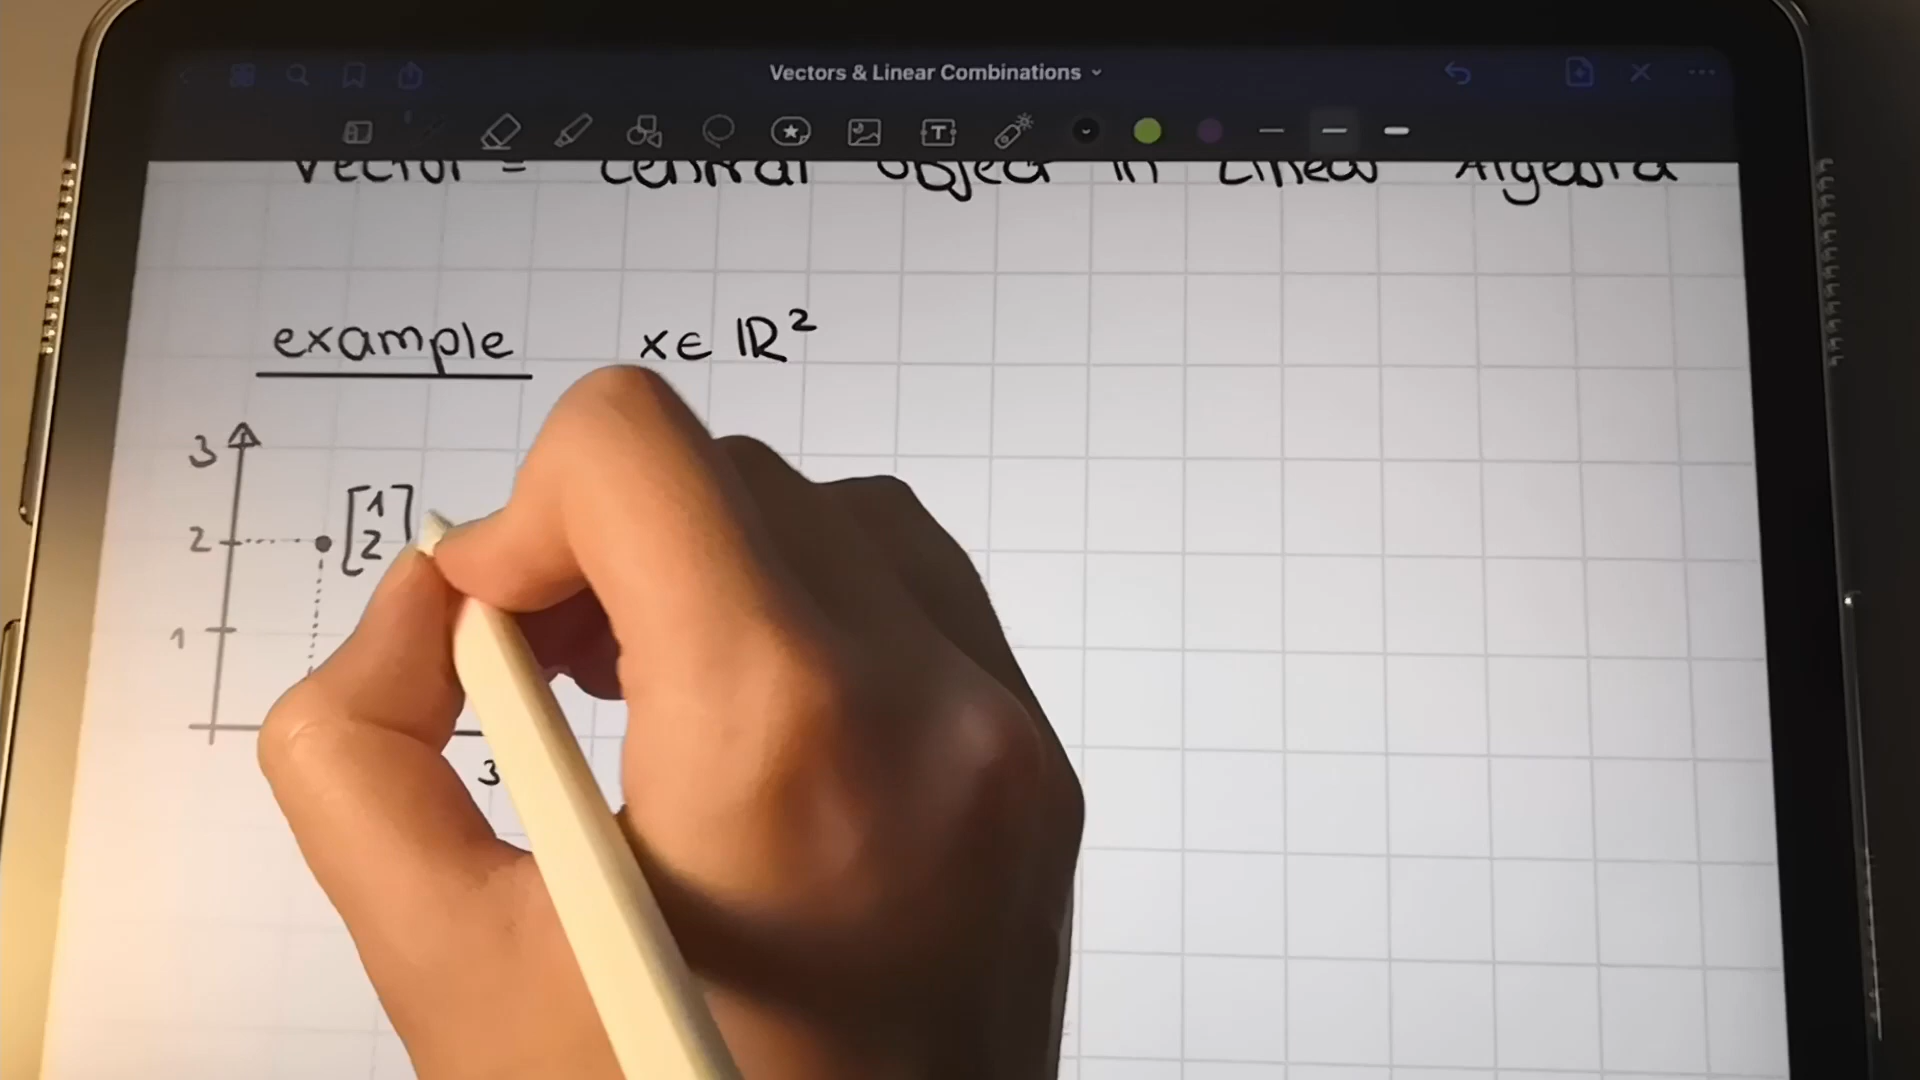 Vectors & Linear Combinations
Vector = central object in Linear Algebra
example x ∈ ℝ²
3
[1
2]
2
1
3